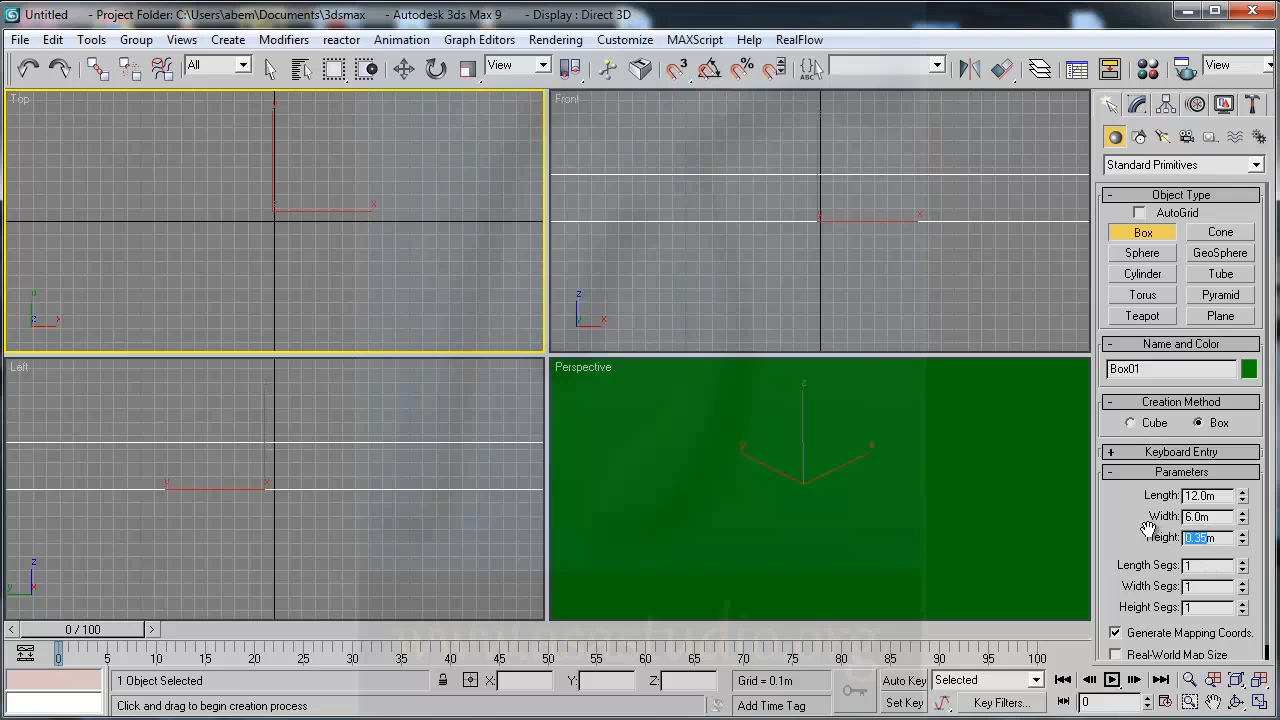 Untitled - Project Folder: C:\Users\abem\Documents\3dsmax - Autodesk 3ds Max 9 - Display : Direct 3D
File Edit Tools Group Views Create Modifiers reactor Animation Graph Editors Rendering Customize MAXScript Help RealFlow
All View 3 View
Top
Front
Left
Perspective
x
x
y
z x
z
y x
y x
z
y x
z
y x
Standard Primitives
- Object Type
AutoGrid
Box Cone
Sphere GeoSphere
Cylinder Tube
Torus Pyramid
Teapot Plane
- Name and Color
Box01
- Creation Method
Cube Box
+ Keyboard Entry
- Parameters
Length: 12.0m
Width: 6.0m
Height: 0.35m
Length Segs: 1
Width Segs: 1
Height Segs: 1
Generate Mapping Coords.
Real-World Map Size
< 0 / 100 >
0 5 10 15 20 25 30 35 40 45 50 55 60 65 70 75 80 85 90 95 100
1 Object Selected X: Y: Z: Grid = 0.1m Auto Key Selected
Click and drag to begin creation process Add Time Tag Set Key Key Filters... 0